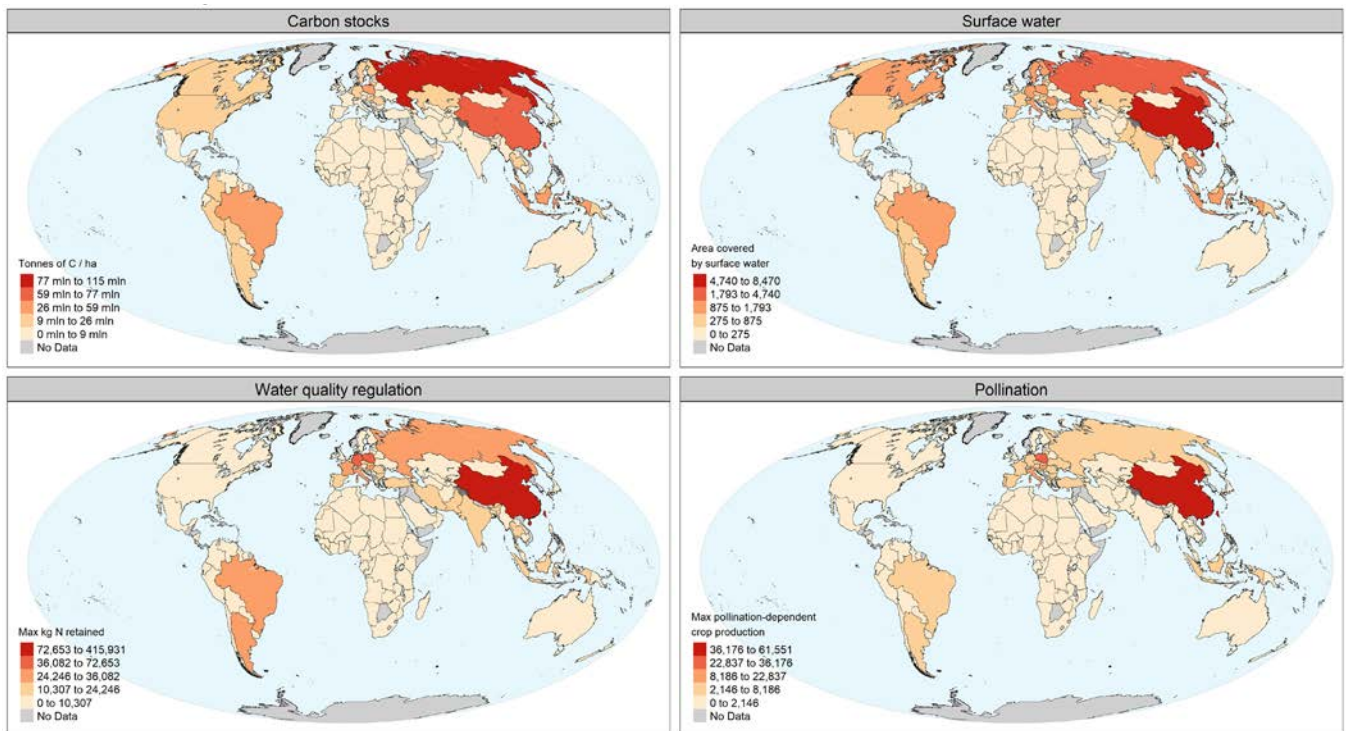 Carbon stocks
Surface water
Tonnes of C / ha
77 mln to 115 mln
59 mln to 77 mln
26 mln to 59 mln
9 mln to 26 mln
0 mln to 9 mln
No Data
Area covered
by surface water
4,740 to 8,470
1,793 to 4,740
875 to 1,793
275 to 875
0 to 275
No Data
Water quality regulation
Pollination
Max kg N retained
72,653 to 415,931
36,082 to 72,653
24,246 to 36,082
10,307 to 24,246
0 to 10,307
No Data
Max pollination-dependent
crop production
36,176 to 61,551
22,837 to 36,176
8,186 to 22,837
2,146 to 8,186
0 to 2,146
No Data